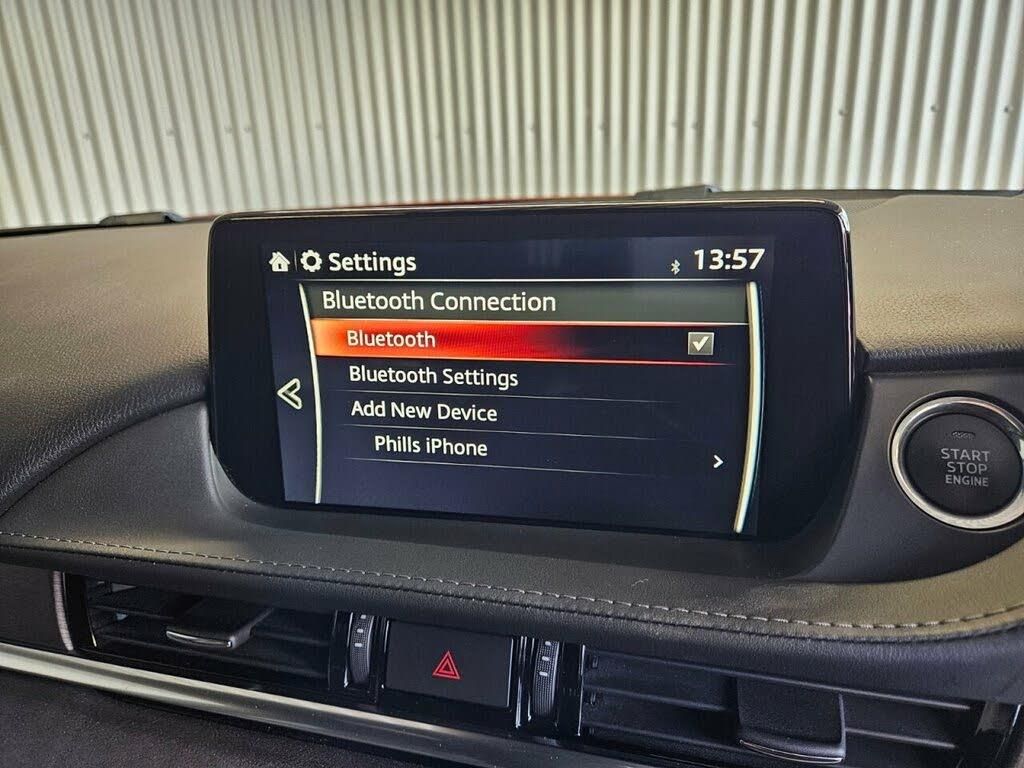 Settings
13:57
Bluetooth Connection
Bluetooth
Bluetooth Settings
Add New Device
Phills iPhone
START
STOP
ENGINE